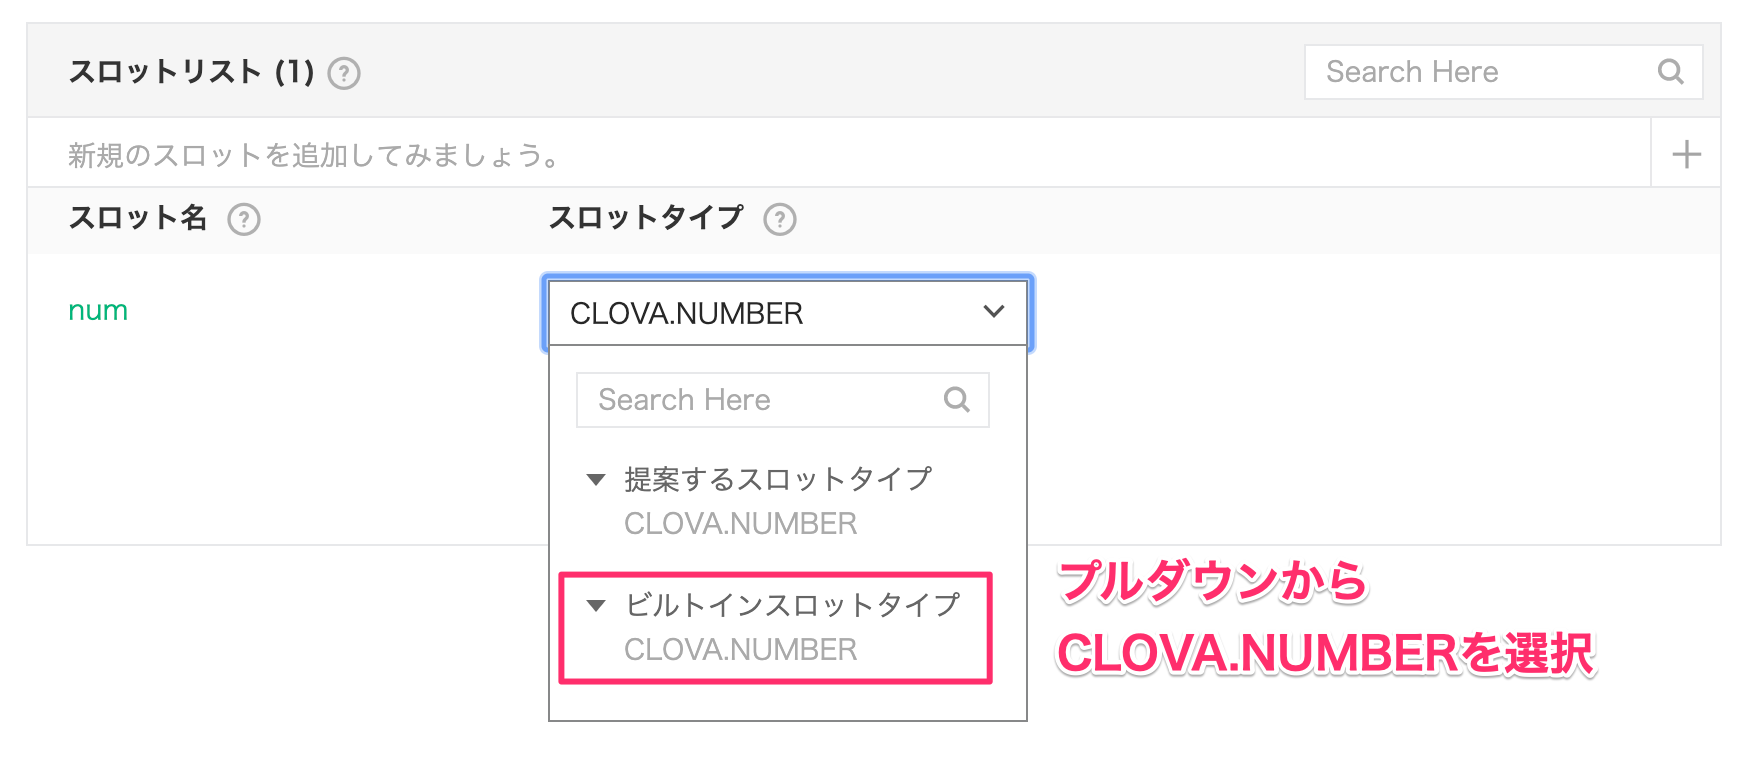 スロットリスト (1) ?
Search Here
新規のスロットを追加してみましょう。
スロット名 ?
スロットタイプ ?
num
CLOVA.NUMBER
Search Here
提案するスロットタイプ
CLOVA.NUMBER
ビルトインスロットタイプ
CLOVA.NUMBER
プルダウンから
CLOVA.NUMBERを選択